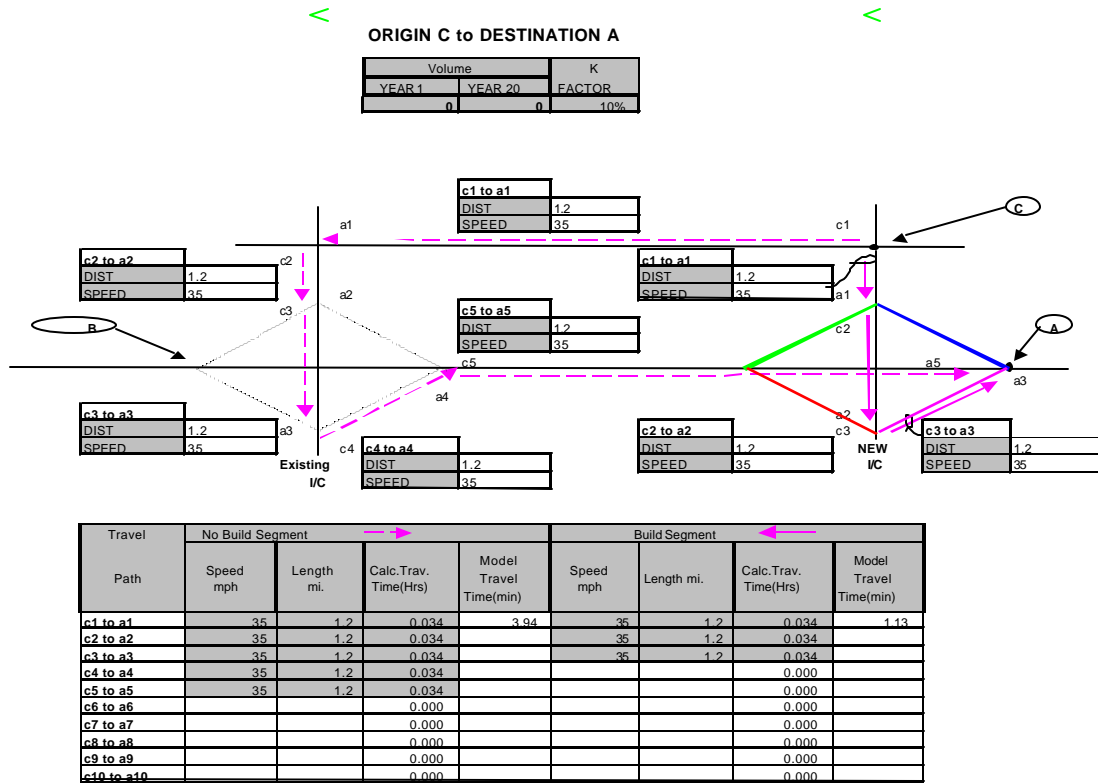 ORIGIN C to DESTINATION A
Volume K
YEAR 1 YEAR 20 FACTOR
0 0 10%
c1 to a1
DIST 1.2
SPEED 35
C
a1 c1
c2 to a2
DIST 1.2
SPEED 35
c2
c1 to a1
DIST 1.2
SPEED 35
a1
c3 a2
c5 to a5
DIST 1.2
SPEED 35
c2
B
A
c5 a5
a4 a3
c3 to a3
DIST 1.2
SPEED 35
a3
c4
Existing
I/C
c4 to a4
DIST 1.2
SPEED 35
c2 to a2
DIST 1.2
SPEED 35
a2
c3
NEW
I/C
c3 to a3
DIST 1.2
SPEED 35
Travel No Build Segment Build Segment
Path Speed mph Length mi. Calc.Trav. Time(Hrs) Model Travel Time(min) Speed mph Length mi. Calc.Trav. Time(Hrs) Model Travel Time(min)
c1 to a1 35 1.2 0.034 3.94 35 1.2 0.034 1.13
c2 to a2 35 1.2 0.034 35 1.2 0.034
c3 to a3 35 1.2 0.034 35 1.2 0.034
c4 to a4 35 1.2 0.034 0.000
c5 to a5 35 1.2 0.034 0.000
c6 to a6 0.000 0.000
c7 to a7 0.000 0.000
c8 to a8 0.000 0.000
c9 to a9 0.000 0.000
c10 to a10 0.000 0.000